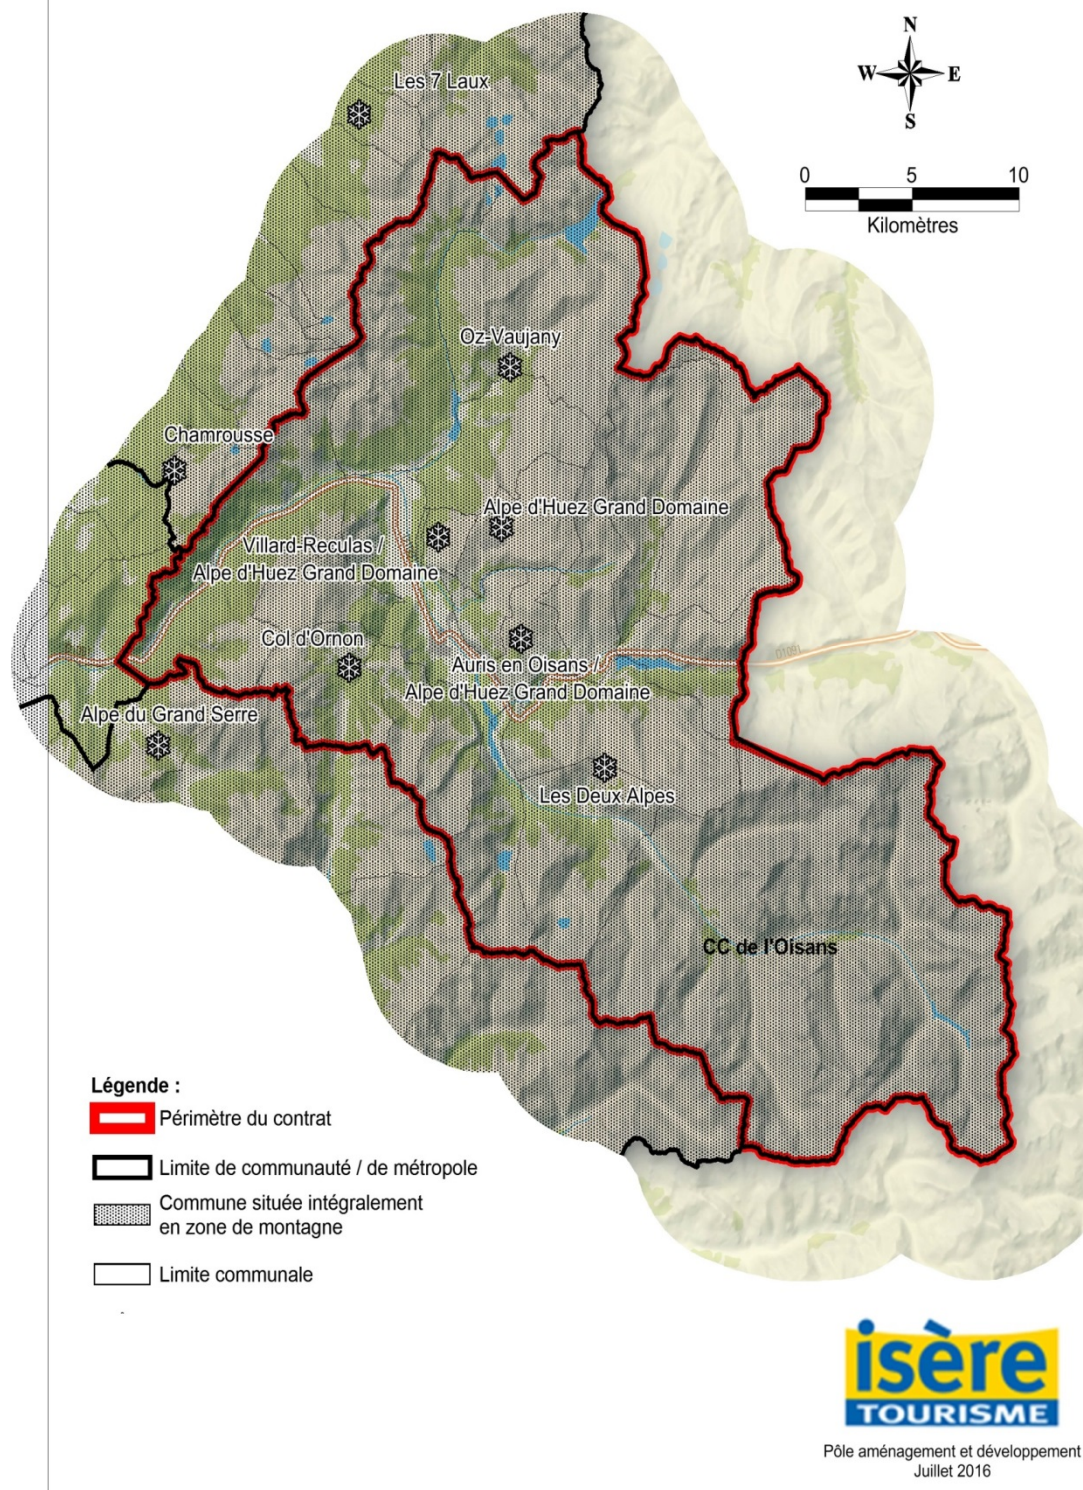 N
W E
S
0 5 10
Kilomètres
Les 7 Laux
Oz-Vaujany
Chamrousse
Alpe d'Huez Grand Domaine
Villard-Reculas /
Alpe d'Huez Grand Domaine
Col d'Ornon
Auris en Oisans /
Alpe d'Huez Grand Domaine
D1091
Alpe du Grand Serre
Les Deux Alpes
CC de l'Oisans
Légende :
Périmètre du contrat
Limite de communauté / de métropole
Commune située intégralement
en zone de montagne
Limite communale
isère
TOURISME
Pôle aménagement et développement
Juillet 2016